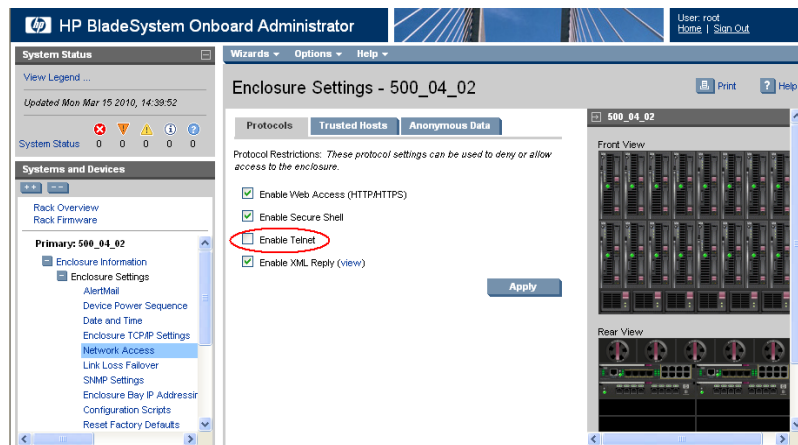 HP BladeSystem Onboard Administrator
User: root
Home | Sign Out
System Status
Wizards Options Help
View Legend ...
Updated Mon Mar 15 2010, 14:39:52
System Status 0 0 0 0 0
Enclosure Settings - 500_04_02
Print
Help
Systems and Devices
Rack Overview
Rack Firmware
Primary: 500_04_02
Enclosure Information
Enclosure Settings
AlertMail
Device Power Sequence
Date and Time
Enclosure TCP/IP Settings
Network Access
Link Loss Failover
SNMP Settings
Enclosure Bay IP Addressir
Configuration Scripts
Reset Factory Defaults
Protocols Trusted Hosts Anonymous Data
Protocol Restrictions: These protocol settings can be used to deny or allow
access to the enclosure.
Enable Web Access (HTTP/HTTPS)
Enable Secure Shell
Enable Telnet
Enable XML Reply (view)
Apply
500_04_02
Front View
Rear View